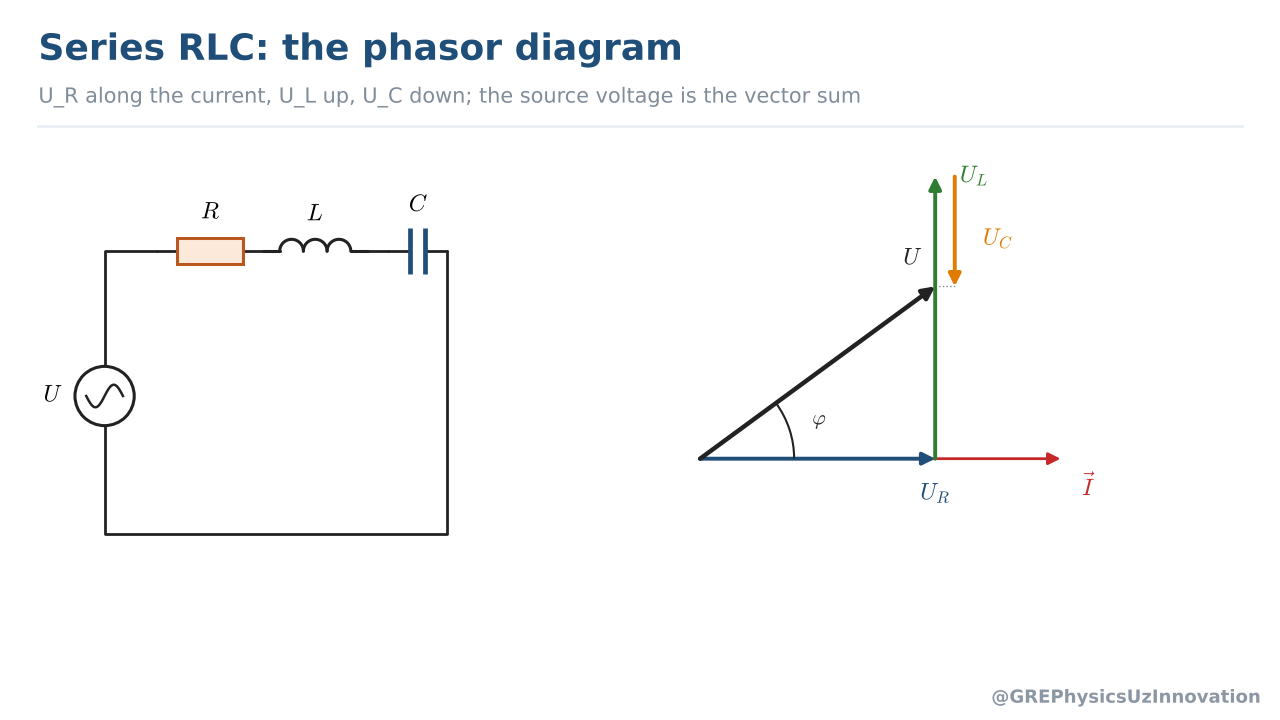 Series RLC: the phasor diagram
U_R along the current, U_L up, U_C down; the source voltage is the vector sum
R
L
C
U
U_L
U_C
U
φ
U_R
I⃗
@GREPhysicsUzInnovation